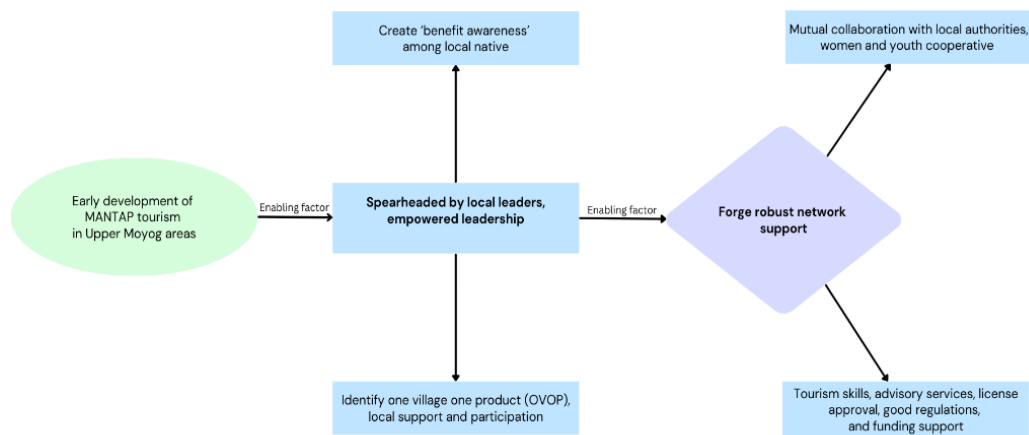 Create ‘benefit awareness’
among local native
Mutual collaboration with local authorities,
women and youth cooperative
Early development of
MANTAP tourism
in Upper Moyog areas
Enabling factor
Spearheaded by local leaders,
empowered leadership
Enabling factor
Forge robust network
support
Identify one village one product (OVOP),
local support and participation
Tourism skills, advisory services, license
approval, good regulations,
and funding support